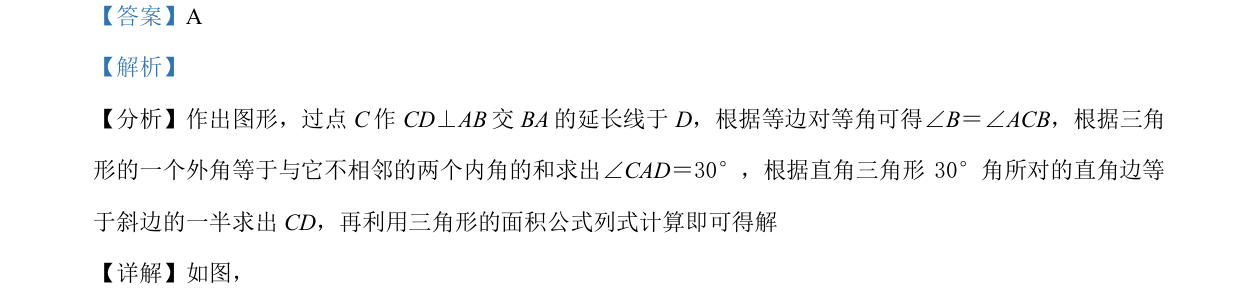 【答案】A
【解析】
【分析】作出图形，过点 C 作 CD⊥AB 交 BA 的延长线于 D，根据等边对等角可得∠B＝∠ACB，根据三角
形的一个外角等于与它不相邻的两个内角的和求出∠CAD＝30°，根据直角三角形 30°角所对的直角边等
于斜边的一半求出 CD，再利用三角形的面积公式列式计算即可得解
【详解】如图，